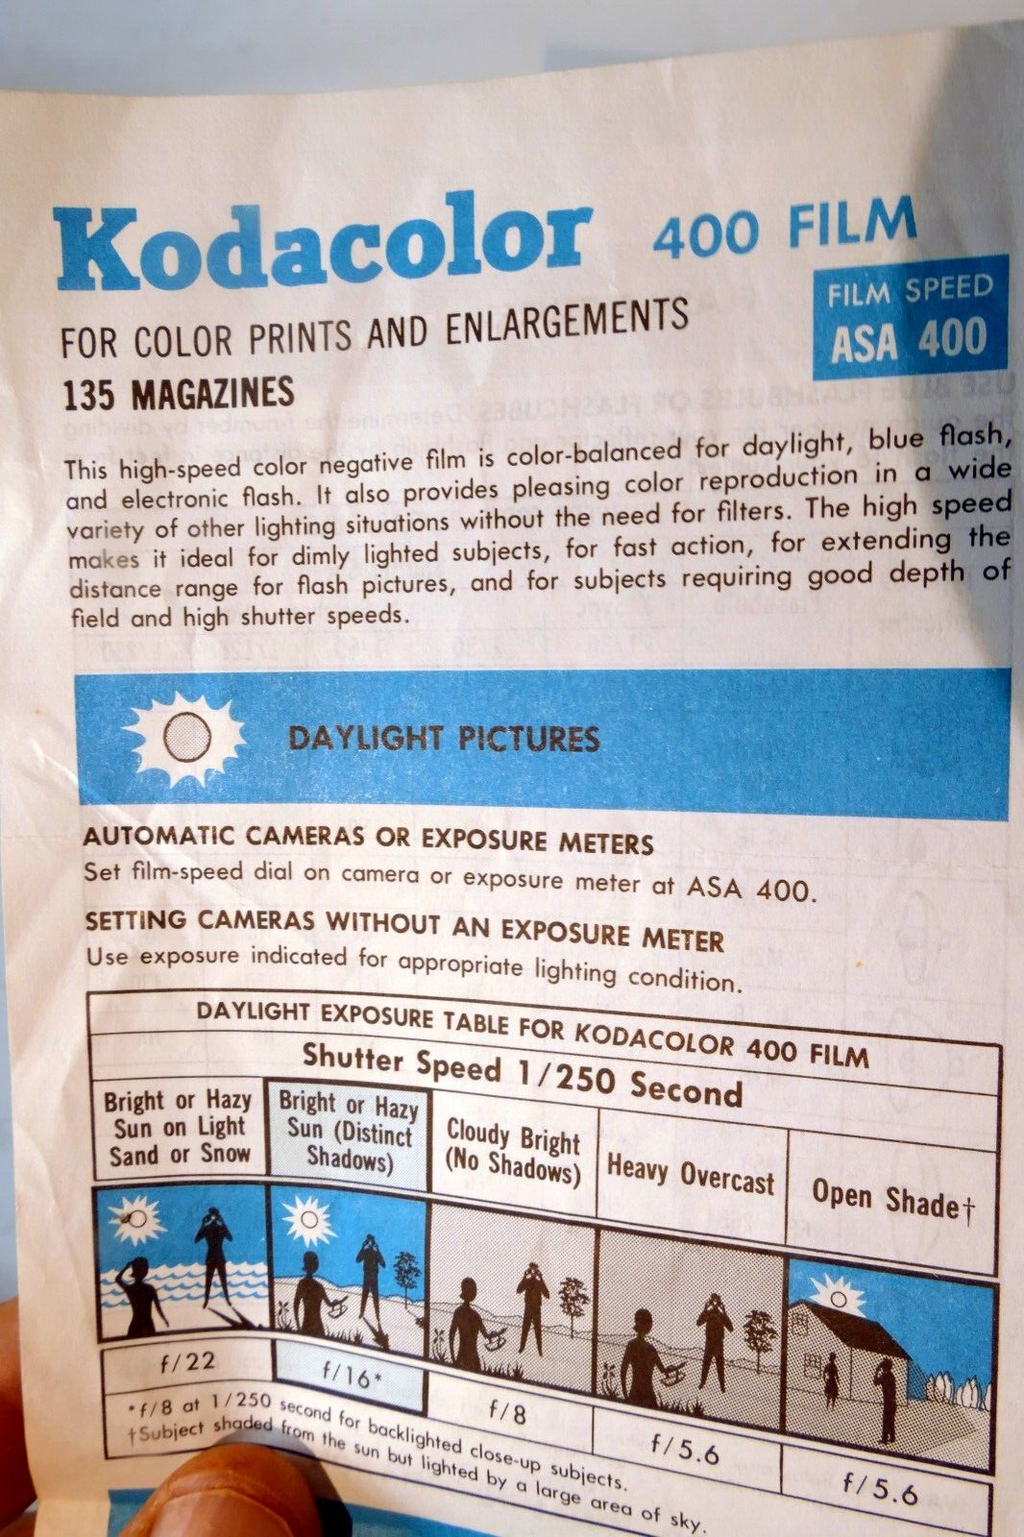 Kodacolor 400 FILM
FILM SPEED
ASA 400
FOR COLOR PRINTS AND ENLARGEMENTS
135 MAGAZINES
This high-speed color negative film is color-balanced for daylight, blue flash,
and electronic flash. It also provides pleasing color reproduction in a wide
variety of other lighting situations without the need for filters. The high speed
makes it ideal for dimly lighted subjects, for fast action, for extending the
distance range for flash pictures, and for subjects requiring good depth of
field and high shutter speeds.
DAYLIGHT PICTURES
AUTOMATIC CAMERAS OR EXPOSURE METERS
Set film-speed dial on camera or exposure meter at ASA 400.
SETTING CAMERAS WITHOUT AN EXPOSURE METER
Use exposure indicated for appropriate lighting condition.
DAYLIGHT EXPOSURE TABLE FOR KODACOLOR 400 FILM
Shutter Speed 1/250 Second
Bright or Hazy
Sun on Light
Sand or Snow
Bright or Hazy
Sun (Distinct
Shadows)
Cloudy Bright
(No Shadows)
Heavy Overcast
Open Shade†
f/22
f/16*
f/8
f/5.6
f/5.6
*f/8 at 1/250 second for backlighted close-up subjects.
†Subject shaded from the sun but lighted by a large area of sky.